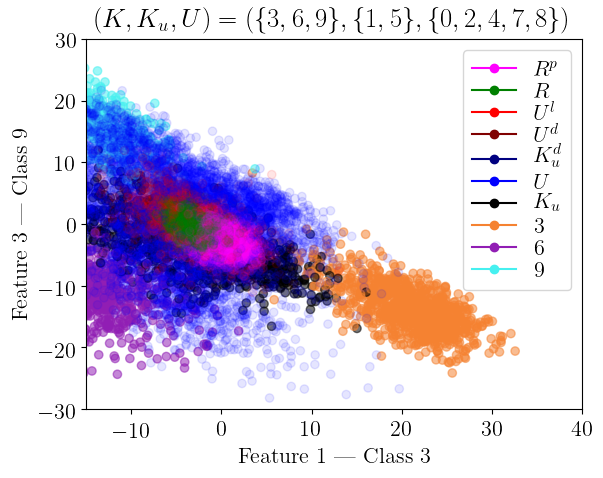 (K, K_u, U) = ({3, 6, 9}, {1, 5}, {0, 2, 4, 7, 8})
30
20
10
0
−10
−20
−30
Feature 3 — Class 9
R^p
R
U^l
U^d
K_u^d
U
K_u
3
6
9
−10
0
10
20
30
40
Feature 1 — Class 3